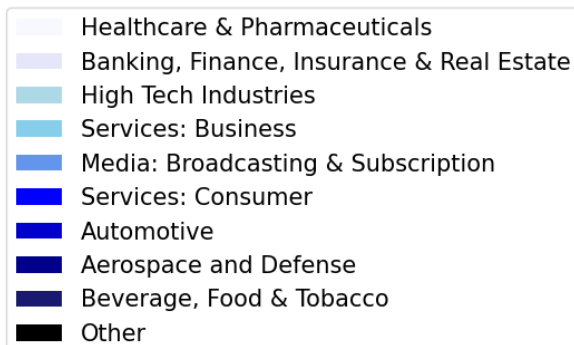 Healthcare & Pharmaceuticals
Banking, Finance, Insurance & Real Estate
High Tech Industries
Services: Business
Media: Broadcasting & Subscription
Services: Consumer
Automotive
Aerospace and Defense
Beverage, Food & Tobacco
Other